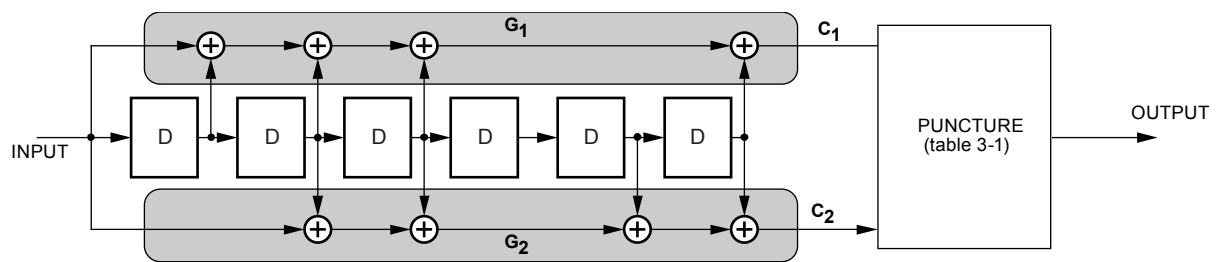 G1
C1
INPUT
D
D
D
D
D
D
PUNCTURE
(table 3-1)
OUTPUT
G2
C2